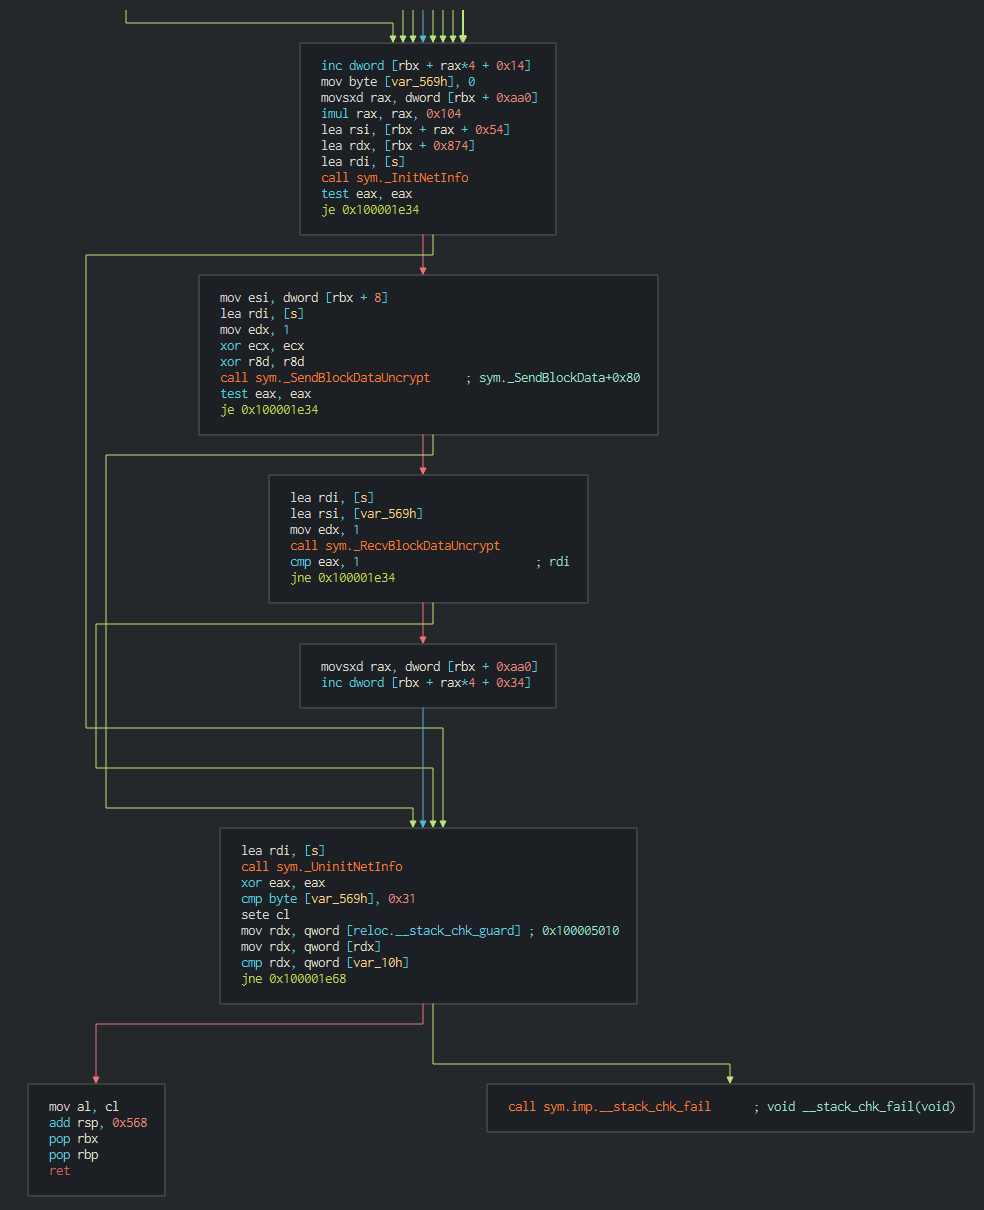 inc dword [rbx + rax*4 + 0x14]
mov byte [var_569h], 0
movsxd rax, dword [rbx + 0xaa0]
imul rax, rax, 0x104
lea rsi, [rbx + rax + 0x54]
lea rdx, [rbx + 0x874]
lea rdi, [s]
call sym._InitNetInfo
test eax, eax
je 0x100001e34
mov esi, dword [rbx + 8]
lea rdi, [s]
mov edx, 1
xor ecx, ecx
xor r8d, r8d
call sym._SendBlockDataUncrypt ; sym._SendBlockData+0x80
test eax, eax
je 0x100001e34
lea rdi, [s]
lea rsi, [var_569h]
mov edx, 1
call sym._RecvBlockDataUncrypt
cmp eax, 1 ; rdi
jne 0x100001e34
movsxd rax, dword [rbx + 0xaa0]
inc dword [rbx + rax*4 + 0x34]
lea rdi, [s]
call sym._UninitNetInfo
xor eax, eax
cmp byte [var_569h], 0x31
sete cl
mov rdx, qword [reloc.__stack_chk_guard] ; 0x100005010
mov rdx, qword [rdx]
cmp rdx, qword [var_10h]
jne 0x100001e68
mov al, cl
add rsp, 0x568
pop rbx
pop rbp
ret
call sym.imp.__stack_chk_fail ; void __stack_chk_fail(void)